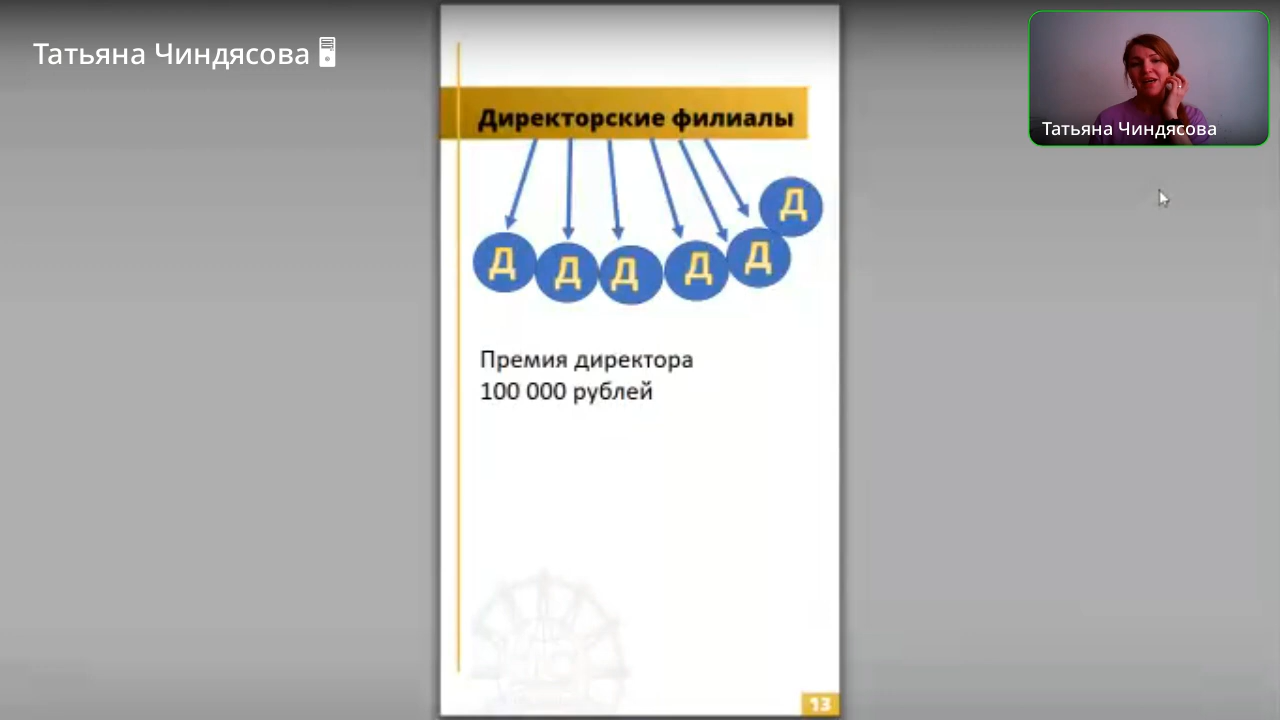 Татьяна Чиндясова
Татьяна Чиндясова
Директорские филиалы
Д
Д Д Д Д Д
Премия директора
100 000 рублей
13